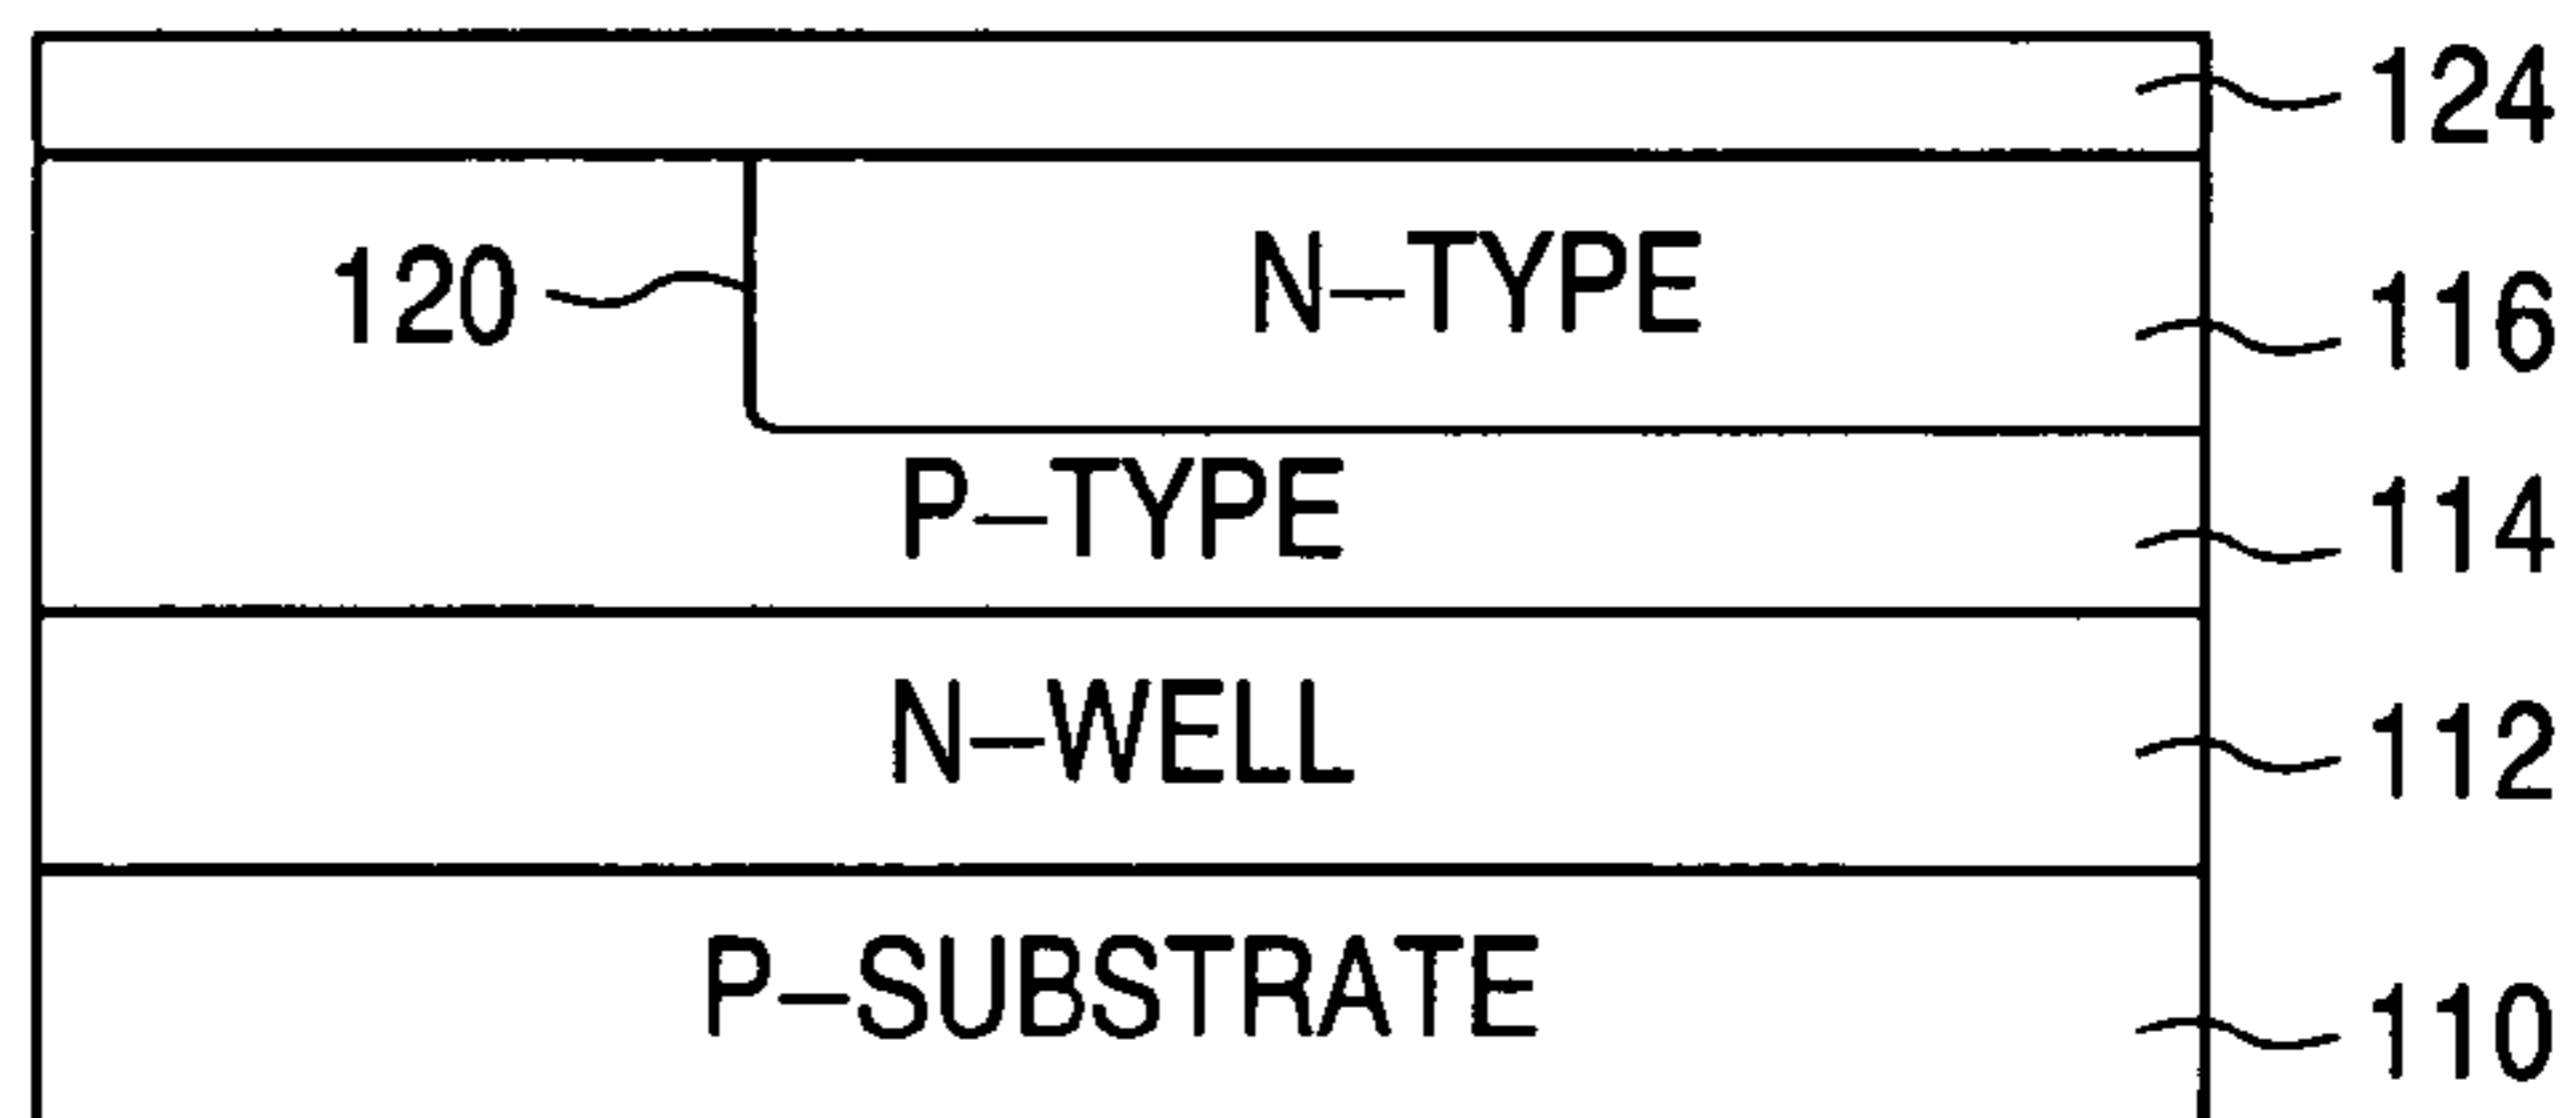 124
120 N–TYPE 116
P–TYPE 114
N–WELL 112
P–SUBSTRATE 110